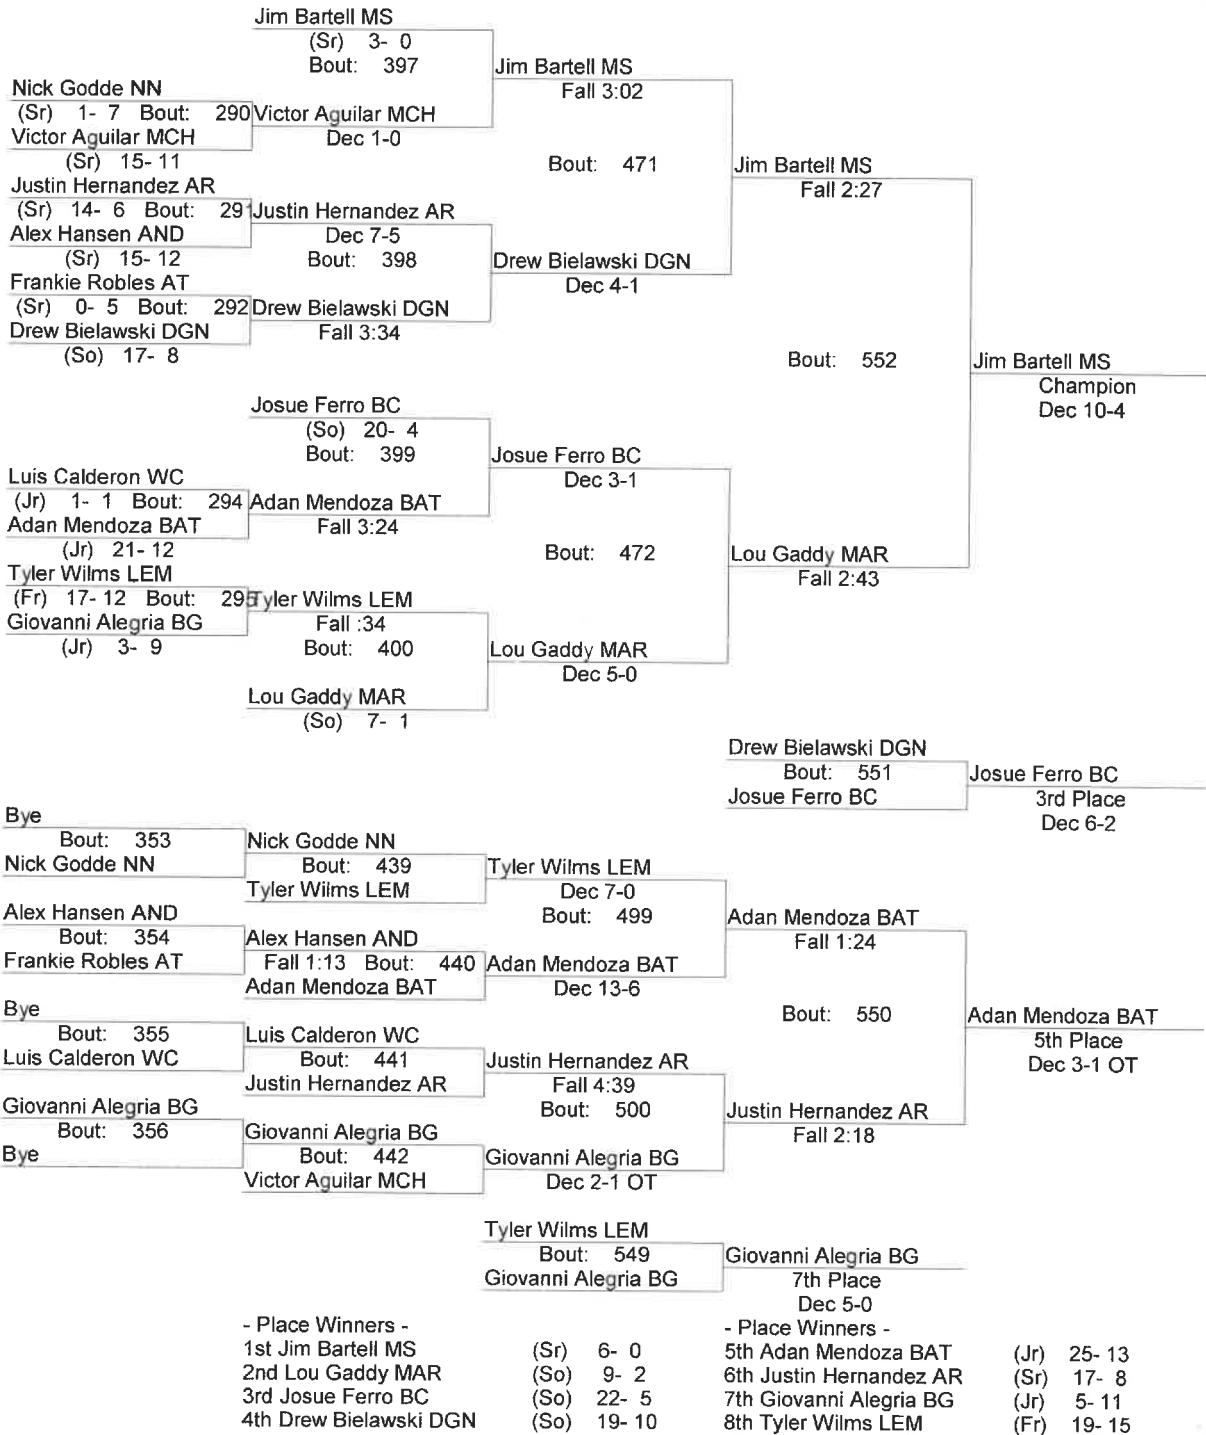 Jim Bartell MS
(Sr) 3- 0
Bout: 397
Jim Bartell MS
Fall 3:02
Nick Godde NN
(Sr) 1- 7 Bout: 290
Victor Aguilar MCH
Dec 1-0
Victor Aguilar MCH
(Sr) 15- 11
Bout: 471
Jim Bartell MS
Fall 2:27
Justin Hernandez AR
(Sr) 14- 6 Bout: 291
Justin Hernandez AR
Dec 7-5
Alex Hansen AND
(Sr) 15- 12
Bout: 398
Drew Bielawski DGN
Dec 4-1
Frankie Robles AT
(Sr) 0- 5 Bout: 292
Drew Bielawski DGN
Fall 3:34
Drew Bielawski DGN
(So) 17- 8
Bout: 552
Jim Bartell MS
Champion
Dec 10-4
Josue Ferro BC
(So) 20- 4
Bout: 399
Josue Ferro BC
Dec 3-1
Luis Calderon WC
(Jr) 1- 1 Bout: 294
Adan Mendoza BAT
Fall 3:24
Adan Mendoza BAT
(Jr) 21- 12
Bout: 472
Lou Gaddy MAR
Fall 2:43
Tyler Wilms LEM
(Fr) 17- 12 Bout: 295
Tyler Wilms LEM
Fall :34
Giovanni Alegria BG
(Jr) 3- 9
Bout: 400
Lou Gaddy MAR
Dec 5-0
Lou Gaddy MAR
(So) 7- 1
Drew Bielawski DGN
Bout: 551
Josue Ferro BC
Josue Ferro BC
3rd Place
Dec 6-2
Bye
Bout: 353
Nick Godde NN
Nick Godde NN
Bout: 439
Tyler Wilms LEM
Tyler Wilms LEM
Dec 7-0
Bout: 499
Alex Hansen AND
Bout: 354
Frankie Robles AT
Alex Hansen AND
Fall 1:13 Bout: 440
Adan Mendoza BAT
Adan Mendoza BAT
Dec 13-6
Adan Mendoza BAT
Fall 1:24
Bout: 550
Adan Mendoza BAT
5th Place
Dec 3-1 OT
Bye
Bout: 355
Luis Calderon WC
Luis Calderon WC
Bout: 441
Justin Hernandez AR
Justin Hernandez AR
Fall 4:39
Bout: 500
Justin Hernandez AR
Fall 2:18
Giovanni Alegria BG
Bout: 356
Bye
Giovanni Alegria BG
Bout: 442
Victor Aguilar MCH
Giovanni Alegria BG
Dec 2-1 OT
Tyler Wilms LEM
Bout: 549
Giovanni Alegria BG
Giovanni Alegria BG
7th Place
Dec 5-0
- Place Winners -
1st Jim Bartell MS (Sr) 6- 0
2nd Lou Gaddy MAR (So) 9- 2
3rd Josue Ferro BC (So) 22- 5
4th Drew Bielawski DGN (So) 19- 10
- Place Winners -
5th Adan Mendoza BAT (Jr) 25- 13
6th Justin Hernandez AR (Sr) 17- 8
7th Giovanni Alegria BG (Jr) 5- 11
8th Tyler Wilms LEM (Fr) 19- 15